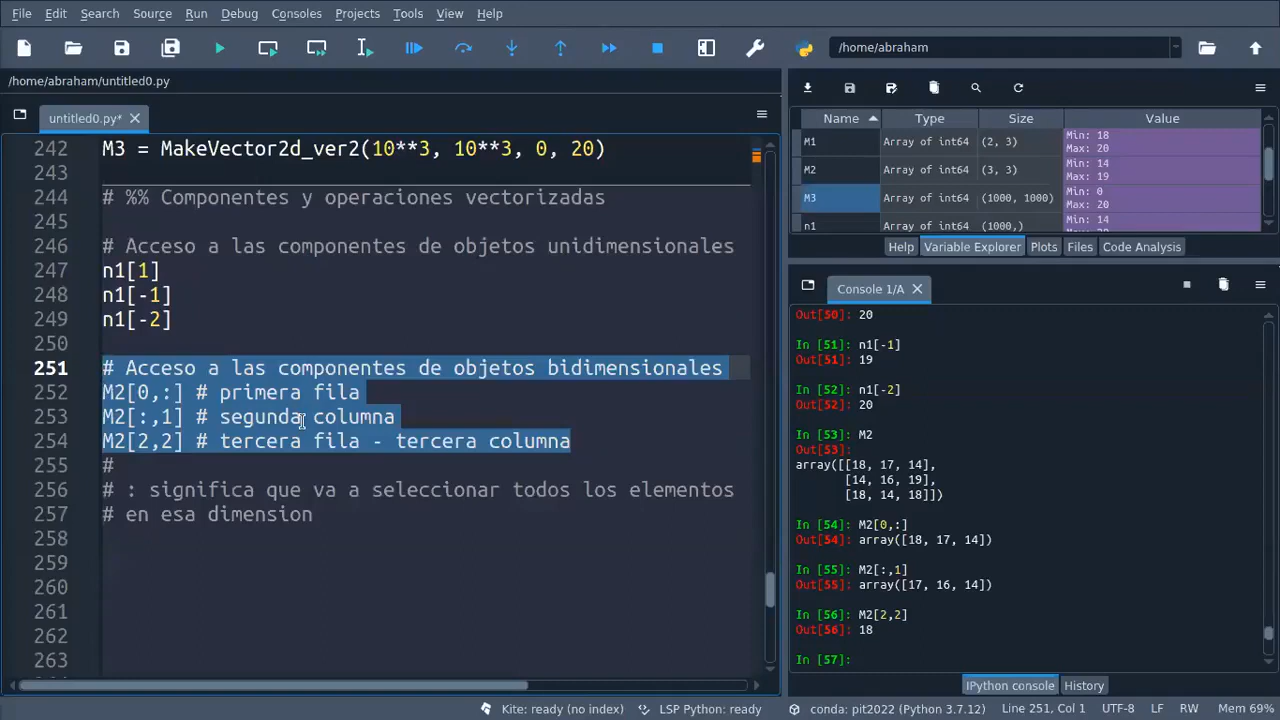 File Edit Search Source Run Debug Consoles Projects Tools View Help
/home/abraham
/home/abraham/untitled0.py
untitled0.py*
242 M3 = MakeVector2d_ver2(10**3, 10**3, 0, 20)
243
244 # %% Componentes y operaciones vectorizadas
245
246 # Acceso a las componentes de objetos unidimensionales
247 n1[1]
248 n1[-1]
249 n1[-2]
250
251 # Acceso a las componentes de objetos bidimensionales
252 M2[0,:] # primera fila
253 M2[:,1] # segunda columna
254 M2[2,2] # tercera fila - tercera columna
255 #
256 # : significa que va a seleccionar todos los elementos
257 # en esa dimension
258
259
260
261
262
263
Name Type Size Value
M1 Array of int64 (2, 3) Min: 18
Max: 20
M2 Array of int64 (3, 3) Min: 14
Max: 19
M3 Array of int64 (1000, 1000) Min: 0
Max: 20
n1 Array of int64 (1000,) Min: 14
Help Variable Explorer Plots Files Code Analysis
Console 1/A
Out[50]: 20
In [51]: n1[-1]
Out[51]: 19
In [52]: n1[-2]
Out[52]: 20
In [53]: M2
Out[53]:
array([[18, 17, 14],
[14, 16, 19],
[18, 14, 18]])
In [54]: M2[0,:]
Out[54]: array([18, 17, 14])
In [55]: M2[:,1]
Out[55]: array([17, 16, 14])
In [56]: M2[2,2]
Out[56]: 18
In [57]:
IPython console History
Kite: ready (no index) LSP Python: ready conda: pit2022 (Python 3.7.12) Line 251, Col 1 UTF-8 LF RW Mem 69%